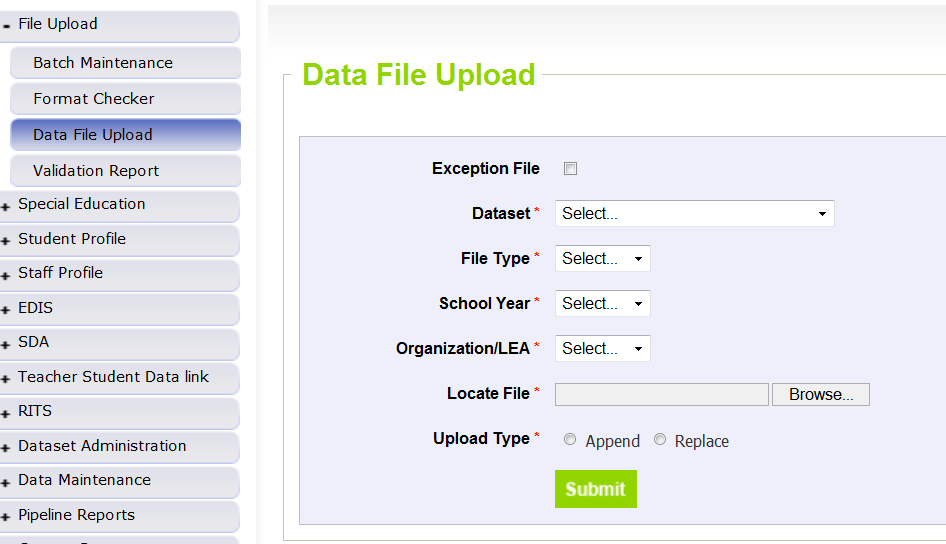 - File Upload
Batch Maintenance
Format Checker
Data File Upload
Validation Report
+ Special Education
+ Student Profile
+ Staff Profile
+ EDIS
+ SDA
+ Teacher Student Data link
+ RITS
+ Dataset Administration
+ Data Maintenance
+ Pipeline Reports
Data File Upload
Exception File
Dataset * Select...
File Type * Select...
School Year * Select...
Organization/LEA * Select...
Locate File * Browse...
Upload Type * Append Replace
Submit